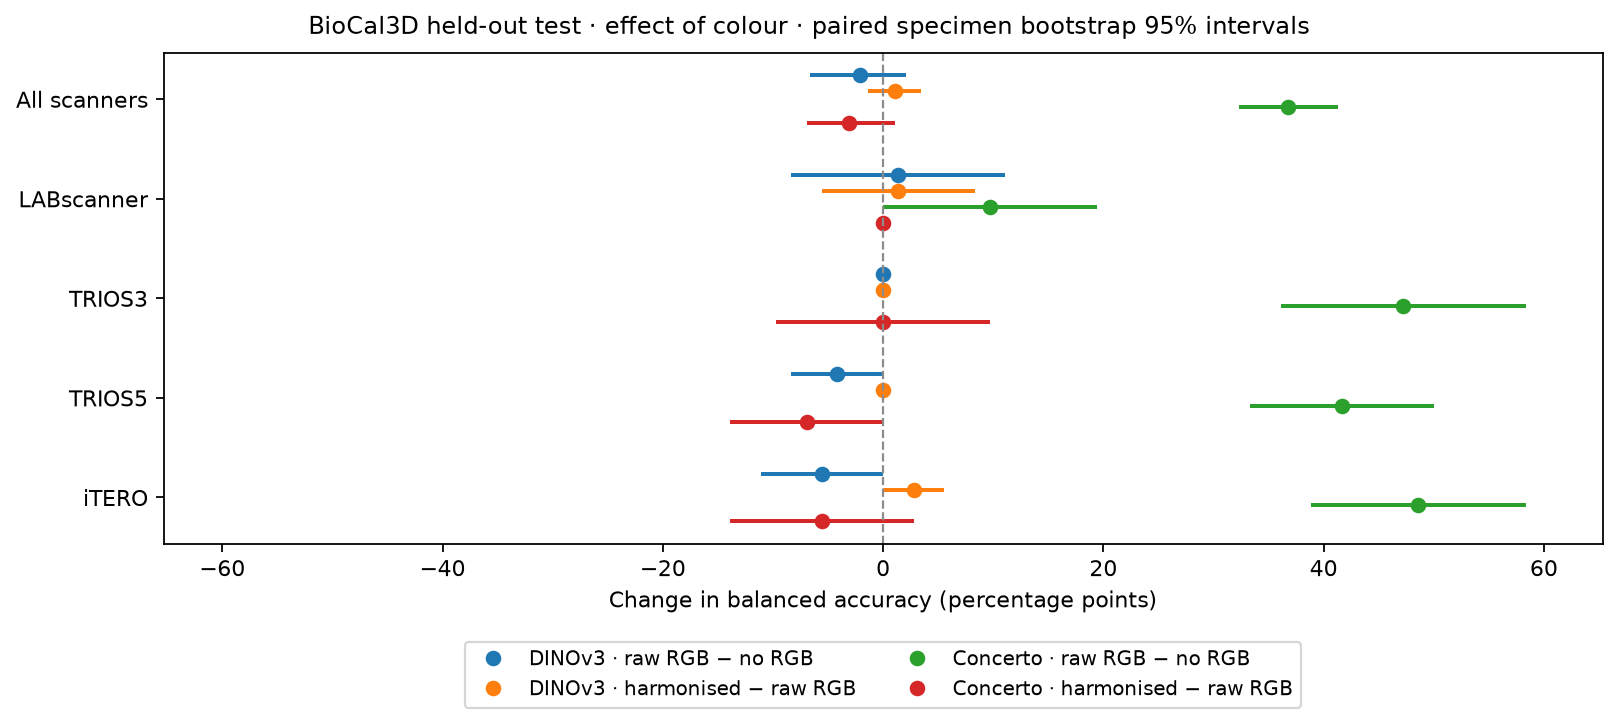 BioCal3D held-out test · effect of colour · paired specimen bootstrap 95% intervals
All scanners
LABscanner
TRIOS3
TRIOS5
iTERO
−60 −40 −20 0 20 40 60
Change in balanced accuracy (percentage points)
DINOv3 · raw RGB − no RGB
DINOv3 · harmonised − raw RGB
Concerto · raw RGB − no RGB
Concerto · harmonised − raw RGB